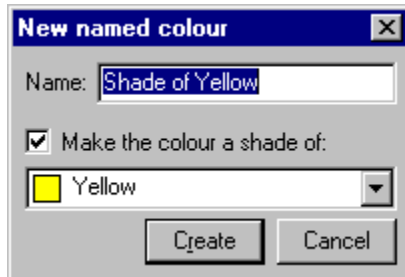 New named colour
Name: Shade of Yellow
Make the colour a shade of:
Yellow
Create Cancel